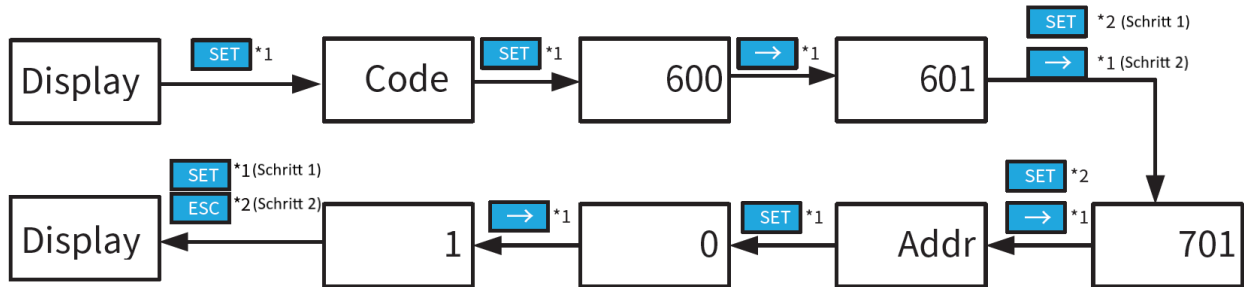 SET *1
SET *1
→ *1
SET *2 (Schritt 1)
→ *1 (Schritt 2)
Display
Code
600
601
SET *1 (Schritt 1)
ESC *2 (Schritt 2)
→ *1
SET *1
SET *2
→ *1
Display
1
0
Addr
701